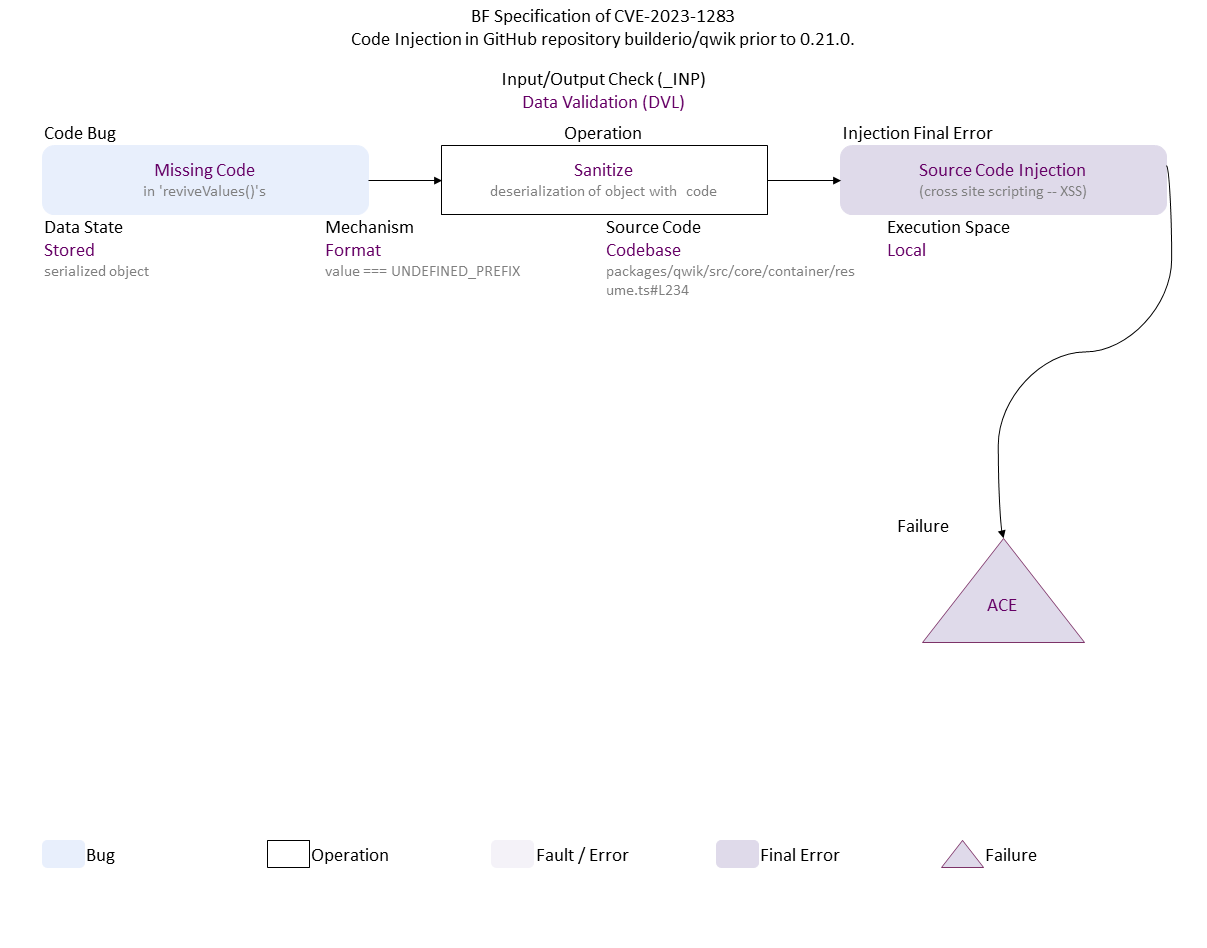 BF Specification of CVE-2023-1283
Code Injection in GitHub repository builderio/qwik prior to 0.21.0.
Input/Output Check (_INP)
Data Validation (DVL)
Code Bug
Operation
Injection Final Error
Missing Code
in 'reviveValues()'s
Sanitize
deserialization of object with code
Source Code Injection
(cross site scripting -- XSS)
Data State
Stored
serialized object
Mechanism
Format
value === UNDEFINED_PREFIX
Source Code
Codebase
packages/qwik/src/core/container/res
ume.ts#L234
Execution Space
Local
Failure
ACE
Bug
Operation
Fault / Error
Final Error
Failure